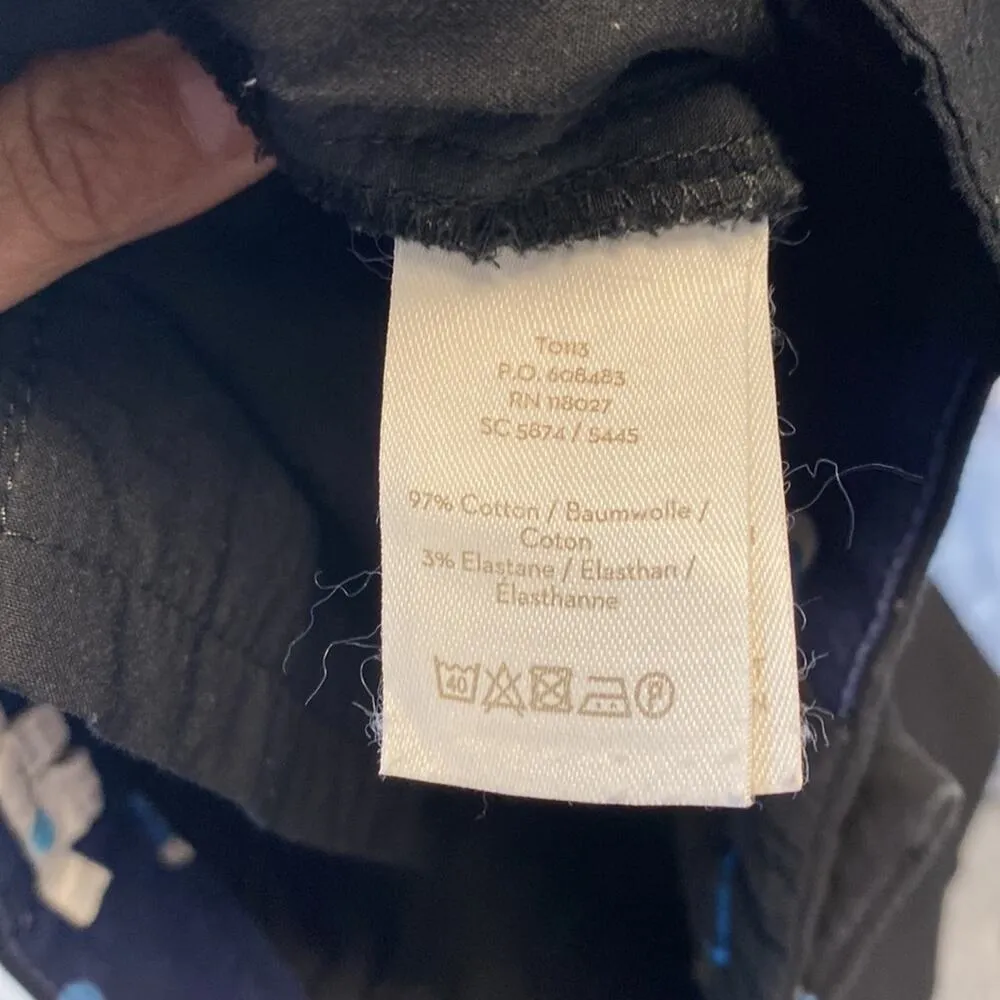 T0113
P.O. 608483
RN 118027
SC 5874 / 5445
97% Cotton / Baumwolle /
Coton
3% Elastane / Elasthan /
Élasthanne
40 P